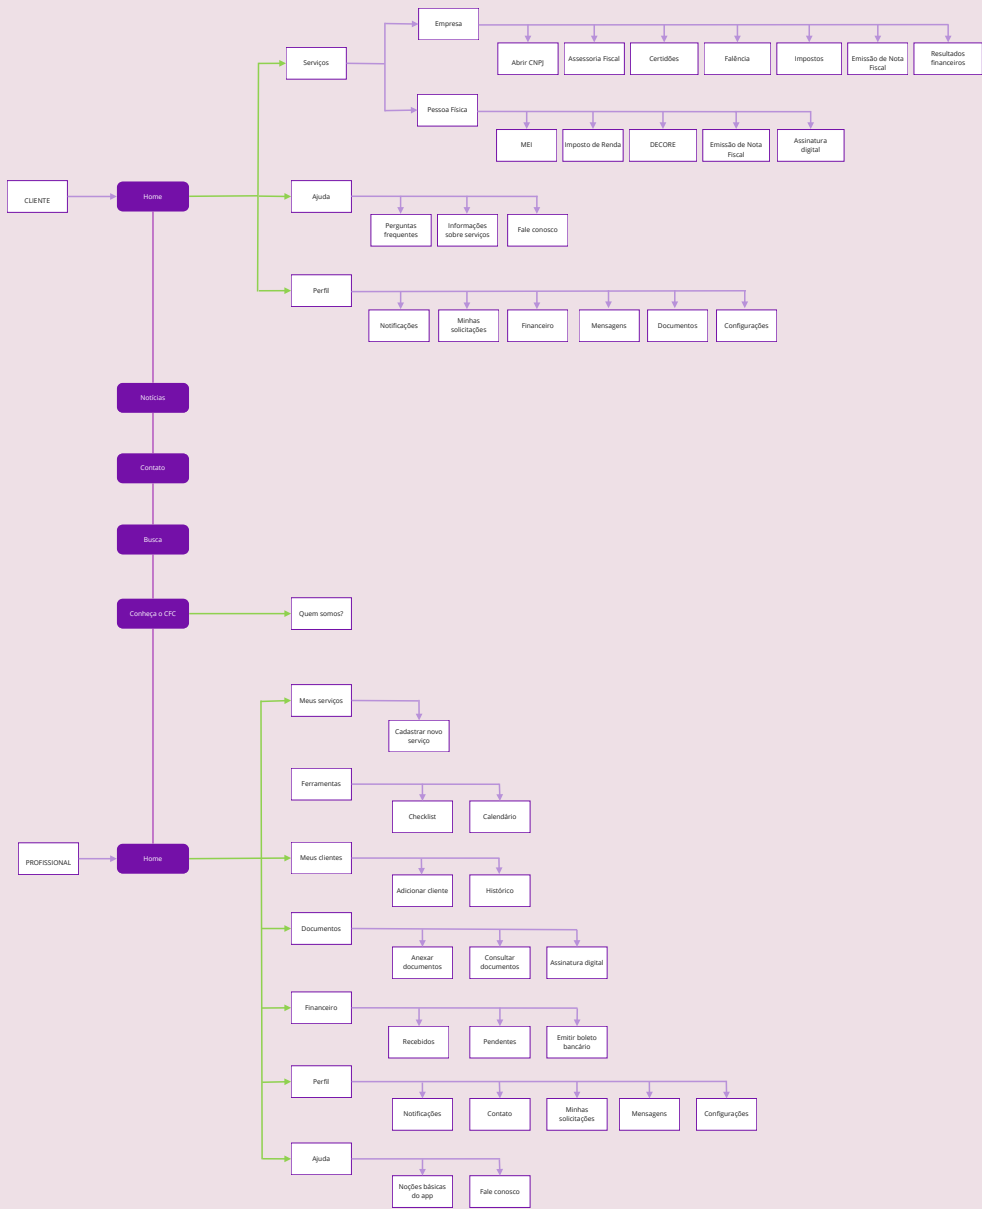 Empresa
Abrir CNPJ
Assessoria Fiscal
Certidões
Falência
Impostos
Emissão de Nota
Fiscal
Resultados
financeiros
Serviços
Pessoa Física
MEI
Imposto de Renda
DECORE
Emissão de Nota
Fiscal
Assinatura
digital
CLIENTE
Home
Ajuda
Perguntas
frequentes
Informações
sobre serviços
Fale conosco
Perfil
Notificações
Minhas
solicitações
Financeiro
Mensagens
Documentos
Configurações
Notícias
Contato
Busca
Conheça o CFC
Quem somos?
Meus serviços
Cadastrar novo
serviço
Ferramentas
Checklist
Calendário
PROFISSIONAL
Home
Meus clientes
Adicionar cliente
Histórico
Documentos
Anexar
documentos
Consultar
documentos
Assinatura digital
Financeiro
Recebidos
Pendentes
Emitir boleto
bancário
Perfil
Notificações
Contato
Minhas
solicitações
Mensagens
Configurações
Ajuda
Noções básicas
do app
Fale conosco